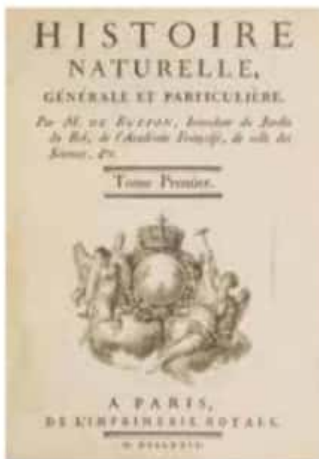 HISTOIRE
NATURELLE,
GÉNÉRALE ET PARTICULIÈRE.
Par M. DE BUFFON, Intendant du Jardin
du Roi, de l'Académie Françoise, de celle des
Sciences, &c.
Tome Premier.
A PARIS,
DE L'IMPRIMERIE ROYALE.